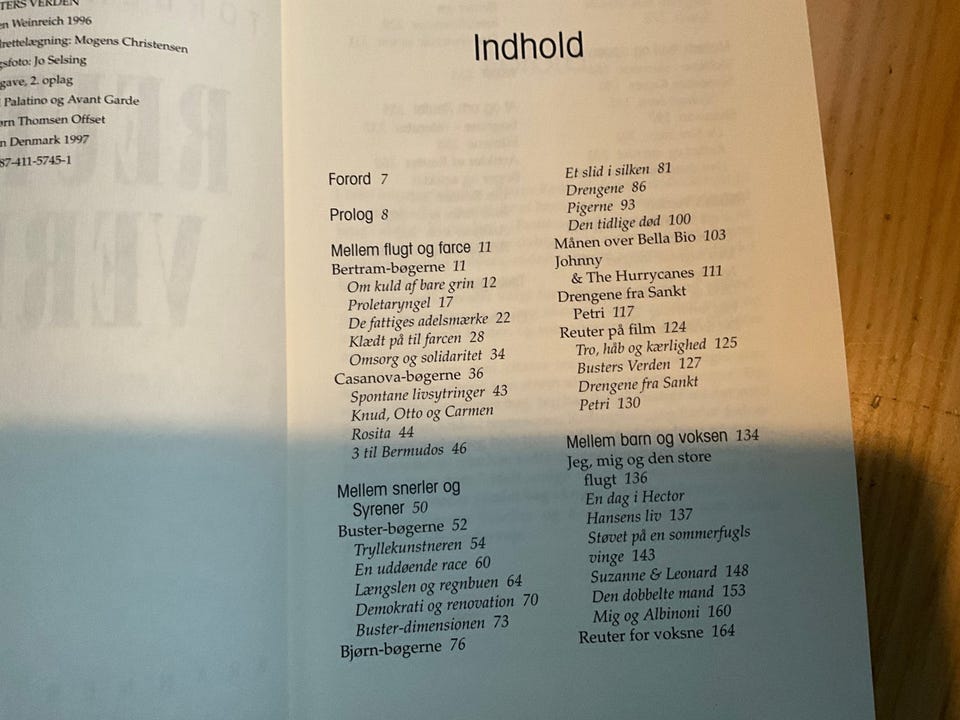 TERS VERDEN
en Weinreich 1996
rettelægning: Mogens Christensen
gsfoto: Jo Selsing
gave, 2. oplag
Palatino og Avant Garde
ørn Thomsen Offset
n Denmark 1997
87-411-5745-1
Indhold
Forord 7
Prolog 8
Mellem flugt og farce 11
Bertram-bøgerne 11
Om kuld af bare grin 12
Proletaryngel 17
De fattiges adelsmærke 22
Klædt på til farcen 28
Omsorg og solidaritet 34
Casanova-bøgerne 36
Spontane livsytringer 43
Knud, Otto og Carmen
Rosita 44
3 til Bermudos 46
Mellem snerler og
Syrener 50
Buster-bøgerne 52
Tryllekunstneren 54
En uddøende race 60
Længslen og regnbuen 64
Demokrati og renovation 70
Buster-dimensionen 73
Bjørn-bøgerne 76
Et slid i silken 81
Drengene 86
Pigerne 93
Den tidlige død 100
Månen over Bella Bio 103
Johnny
& The Hurrycanes 111
Drengene fra Sankt
Petri 117
Reuter på film 124
Tro, håb og kærlighed 125
Busters Verden 127
Drengene fra Sankt
Petri 130
Mellem barn og voksen 134
Jeg, mig og den store
flugt 136
En dag i Hector
Hansens liv 137
Støvet på en sommerfugls
vinge 143
Suzanne & Leonard 148
Den dobbelte mand 153
Mig og Albinoni 160
Reuter for voksne 164